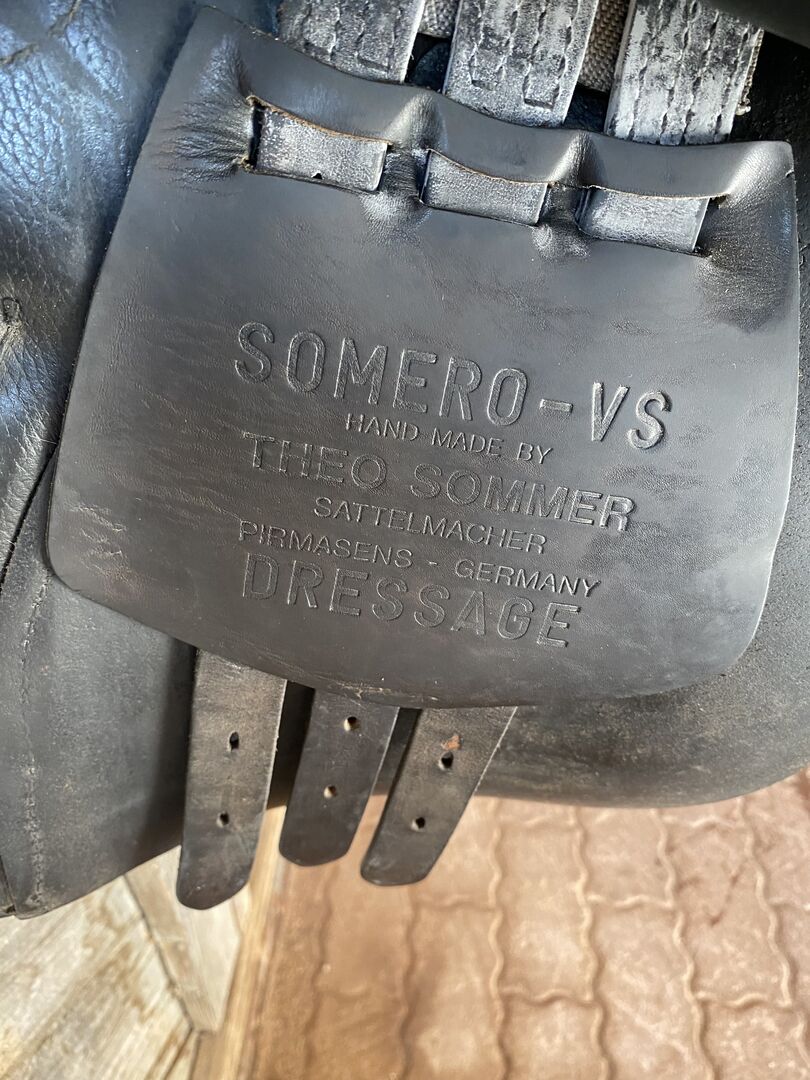 SOMERO-VS
HAND MADE BY
THEO SOMMER
SATTELMACHER
PIRMASENS - GERMANY
DRESSAGE